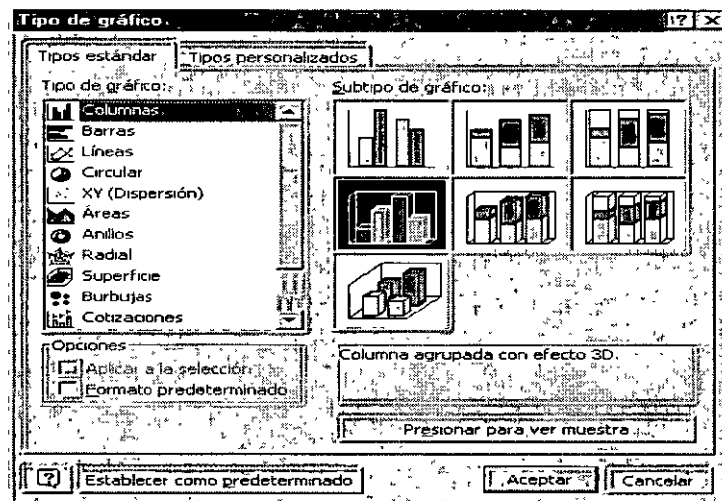 Tipo de gráfico
Tipos estándar
Tipos personalizados
Tipo de gráfico:
Subtipo de gráfico:
Columnas
Barras
Líneas
Circular
XY (Dispersión)
Áreas
Anillos
Radial
Superficie
Burbujas
Cotizaciones
Opciones
Aplicar a la selección
Formato predeterminado
Columna agrupada con efecto 3D.
Presionar para ver muestra
Establecer como predeterminado
Aceptar
Cancelar